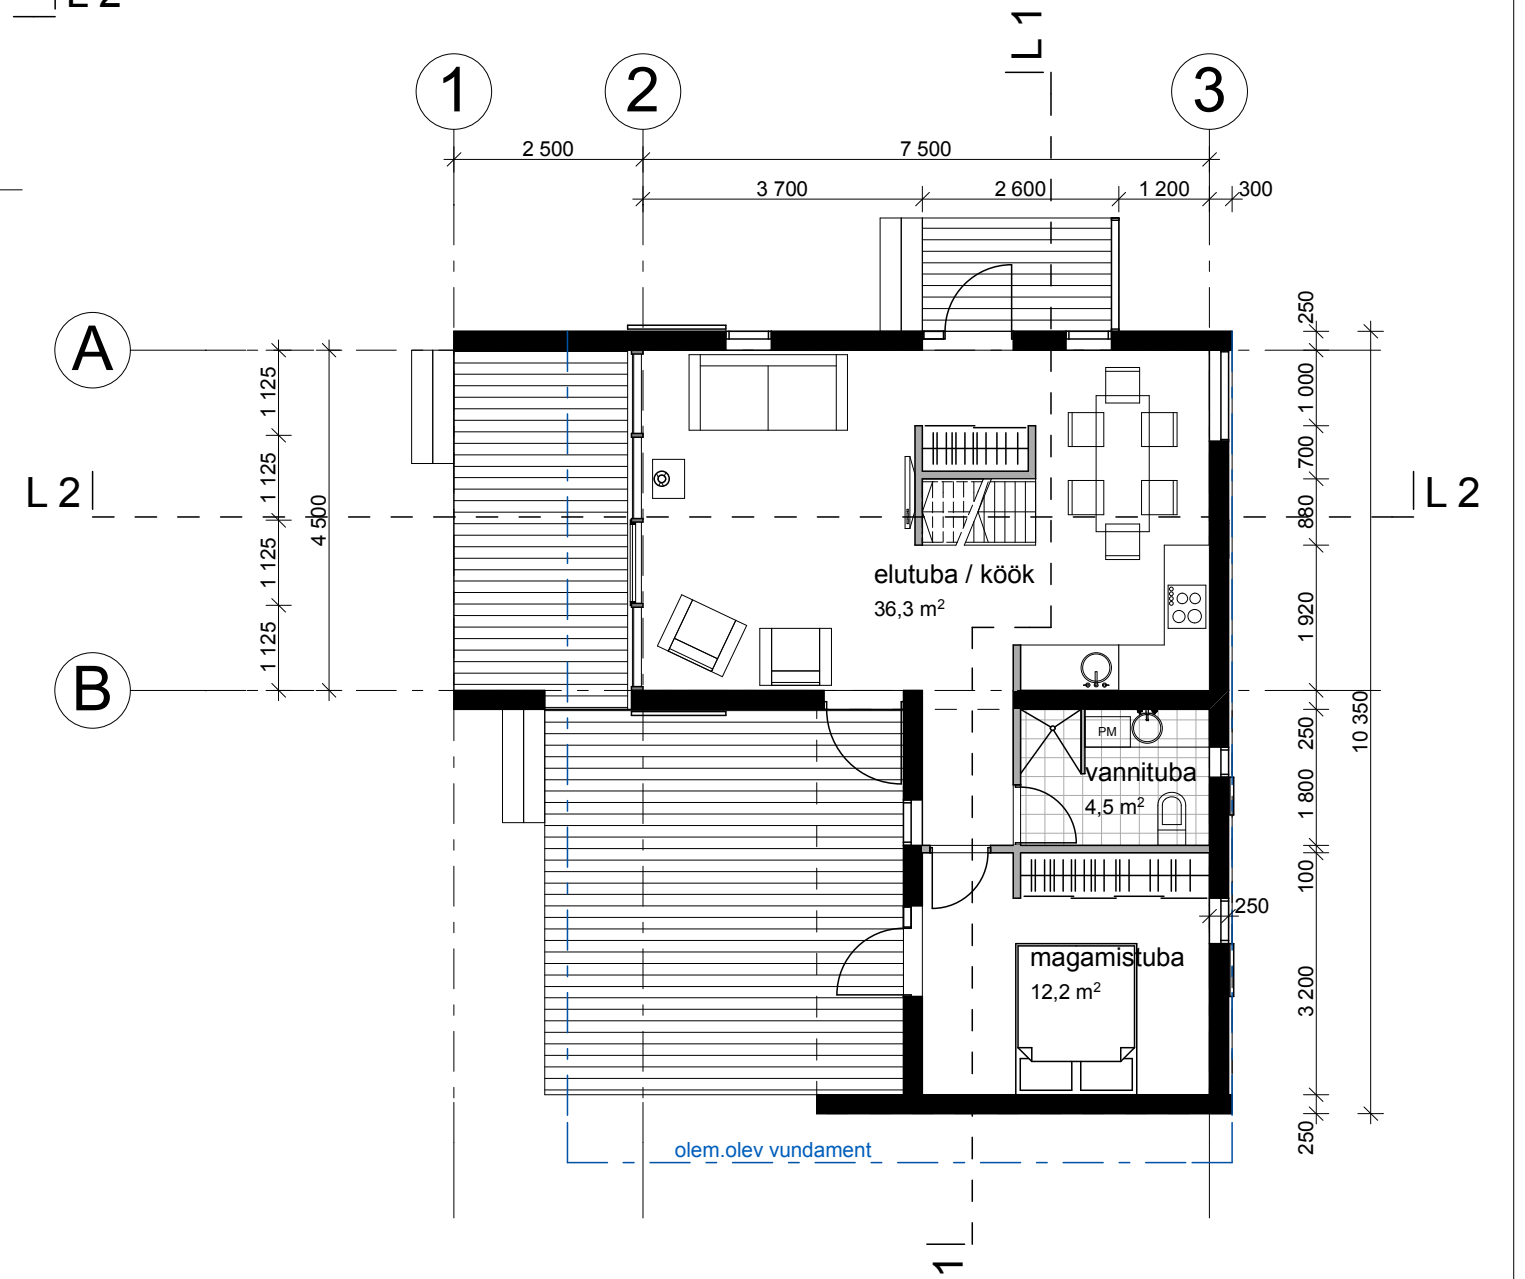 L 2
L 1
1
2
3
2 500
7 500
3 700
2 600
1 200
300
A
250
1 125
1 000
1 125
700
L 2
L 2
4 500
880
1 125
elutuba / köök
36,3 m²
1 125
1 920
B
250
10 350
PM
vannituba
4,5 m²
1 800
100
250
magamistuba
12,2 m²
3 200
olem.olev vundament
250
1